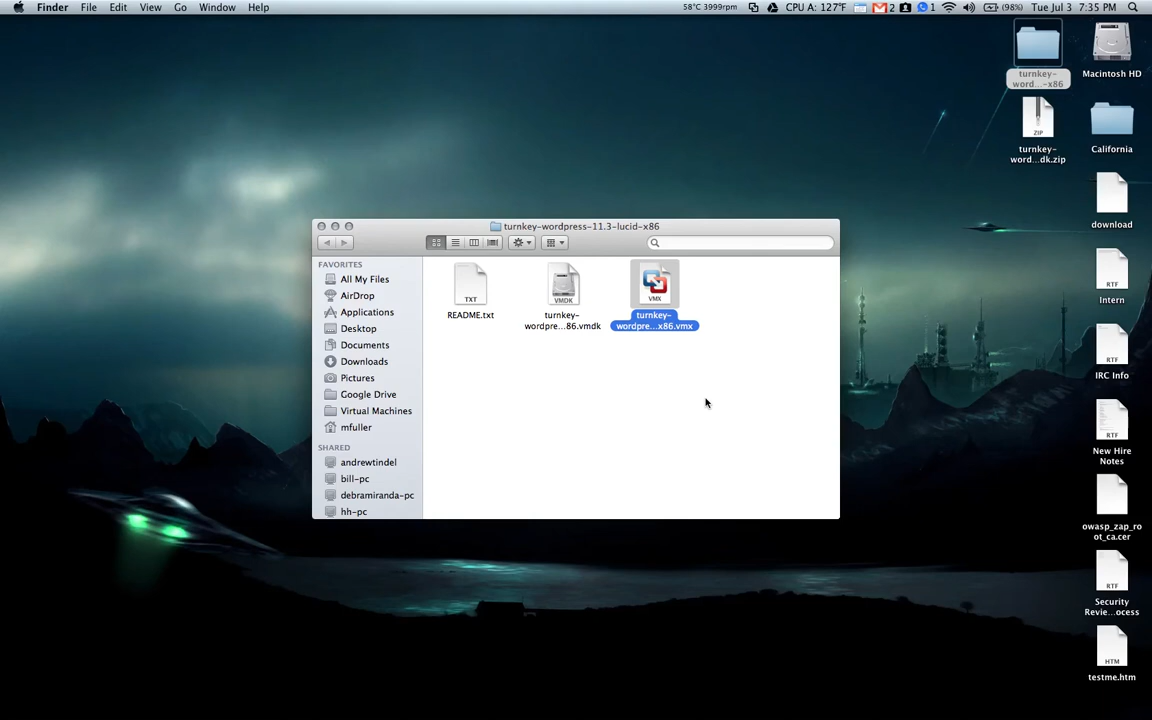 Finder File Edit View Go Window Help 58°C 3999rpm CPU A: 127°F 2 1 (98%) Tue Jul 3 7:35 PM
turnkey-
word...-x86
Macintosh HD
ZIP
turnkey-
word...dk.zip
California
download
RTF
Intern
RTF
IRC Info
RTF
New Hire
Notes
owasp_zap_ro
ot_ca.cer
RTF
Security
Revie...ocess
HTM
testme.htm
turnkey-wordpress-11.3-lucid-x86
FAVORITES
All My Files
AirDrop
Applications
Desktop
Documents
Downloads
Pictures
Google Drive
Virtual Machines
mfuller
SHARED
andrewtindel
bill-pc
debramiranda-pc
hh-pc
TXT
README.txt
VMDK
turnkey-
wordpre...86.vmdk
VMX
turnkey-
wordpre...x86.vmx